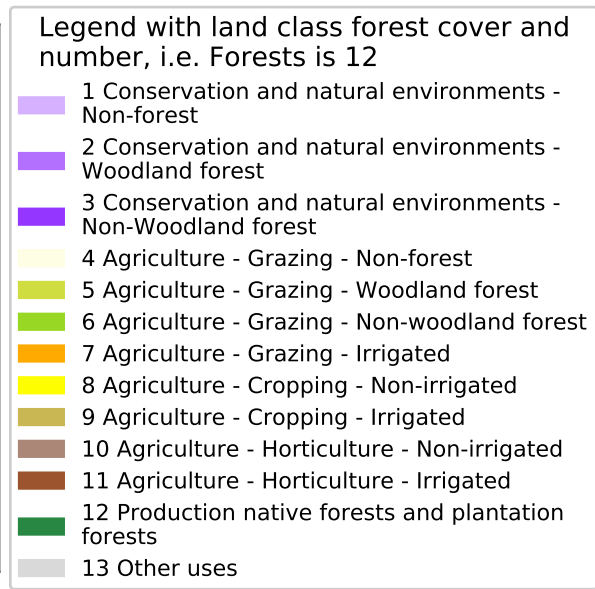 Legend with land class forest cover and
number, i.e. Forests is 12
1 Conservation and natural environments -
Non-forest
2 Conservation and natural environments -
Woodland forest
3 Conservation and natural environments -
Non-Woodland forest
4 Agriculture - Grazing - Non-forest
5 Agriculture - Grazing - Woodland forest
6 Agriculture - Grazing - Non-woodland forest
7 Agriculture - Grazing - Irrigated
8 Agriculture - Cropping - Non-irrigated
9 Agriculture - Cropping - Irrigated
10 Agriculture - Horticulture - Non-irrigated
11 Agriculture - Horticulture - Irrigated
12 Production native forests and plantation
forests
13 Other uses